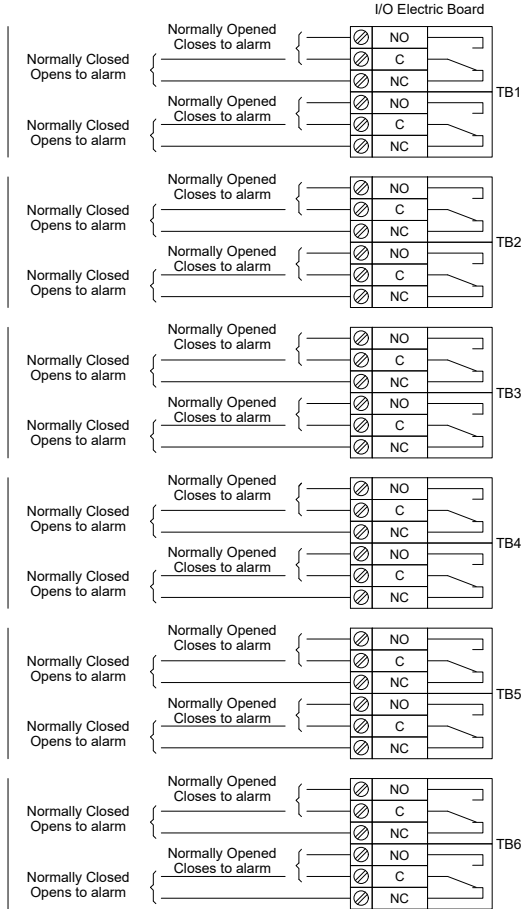 I/O Electric Board
Normally Opened
Closes to alarm
NO
Normally Closed
Opens to alarm
C
NC
TB1
Normally Opened
Closes to alarm
NO
Normally Closed
Opens to alarm
C
NC
Normally Opened
Closes to alarm
NO
Normally Closed
Opens to alarm
C
NC
TB2
Normally Opened
Closes to alarm
NO
Normally Closed
Opens to alarm
C
NC
Normally Opened
Closes to alarm
NO
Normally Closed
Opens to alarm
C
NC
TB3
Normally Opened
Closes to alarm
NO
Normally Closed
Opens to alarm
C
NC
Normally Opened
Closes to alarm
NO
Normally Closed
Opens to alarm
C
NC
TB4
Normally Opened
Closes to alarm
NO
Normally Closed
Opens to alarm
C
NC
Normally Opened
Closes to alarm
NO
Normally Closed
Opens to alarm
C
NC
TB5
Normally Opened
Closes to alarm
NO
Normally Closed
Opens to alarm
C
NC
Normally Opened
Closes to alarm
NO
Normally Closed
Opens to alarm
C
NC
TB6
Normally Opened
Closes to alarm
NO
Normally Closed
Opens to alarm
C
NC